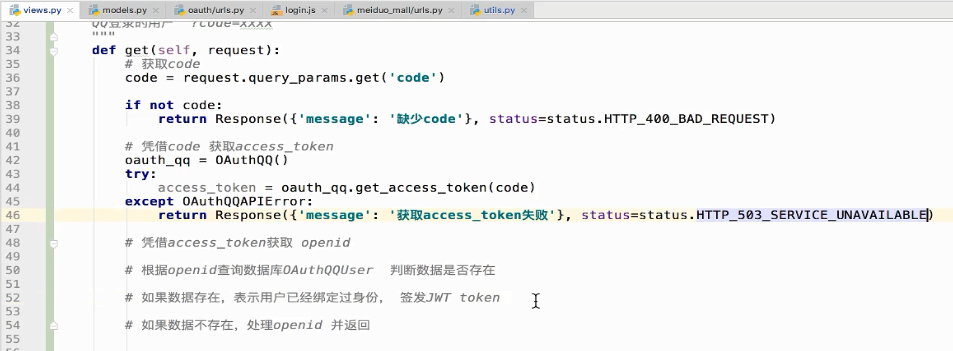 views.py × models.py × oauth/urls.py × login.js × meiduo_mall/urls.py × utils.py ×
32 QQ登录的用户 ?code=xxxx
33 """
34 def get(self, request):
35 # 获取code
36 code = request.query_params.get('code')
37
38 if not code:
39 return Response({'message': '缺少code'}, status=status.HTTP_400_BAD_REQUEST)
40
41 # 凭借code 获取access_token
42 oauth_qq = OAuthQQ()
43 try:
44 access_token = oauth_qq.get_access_token(code)
45 except OAuthQQAPIError:
46 return Response({'message': '获取access_token失败'}, status=status.HTTP_503_SERVICE_UNAVAILABLE)
47
48 # 凭借access_token获取 openid
49
50 # 根据openid查询数据库OAuthQQUser 判断数据是否存在
51
52 # 如果数据存在，表示用户已经绑定过身份， 签发JWT token
53
54 # 如果数据不存在，处理openid 并返回
55